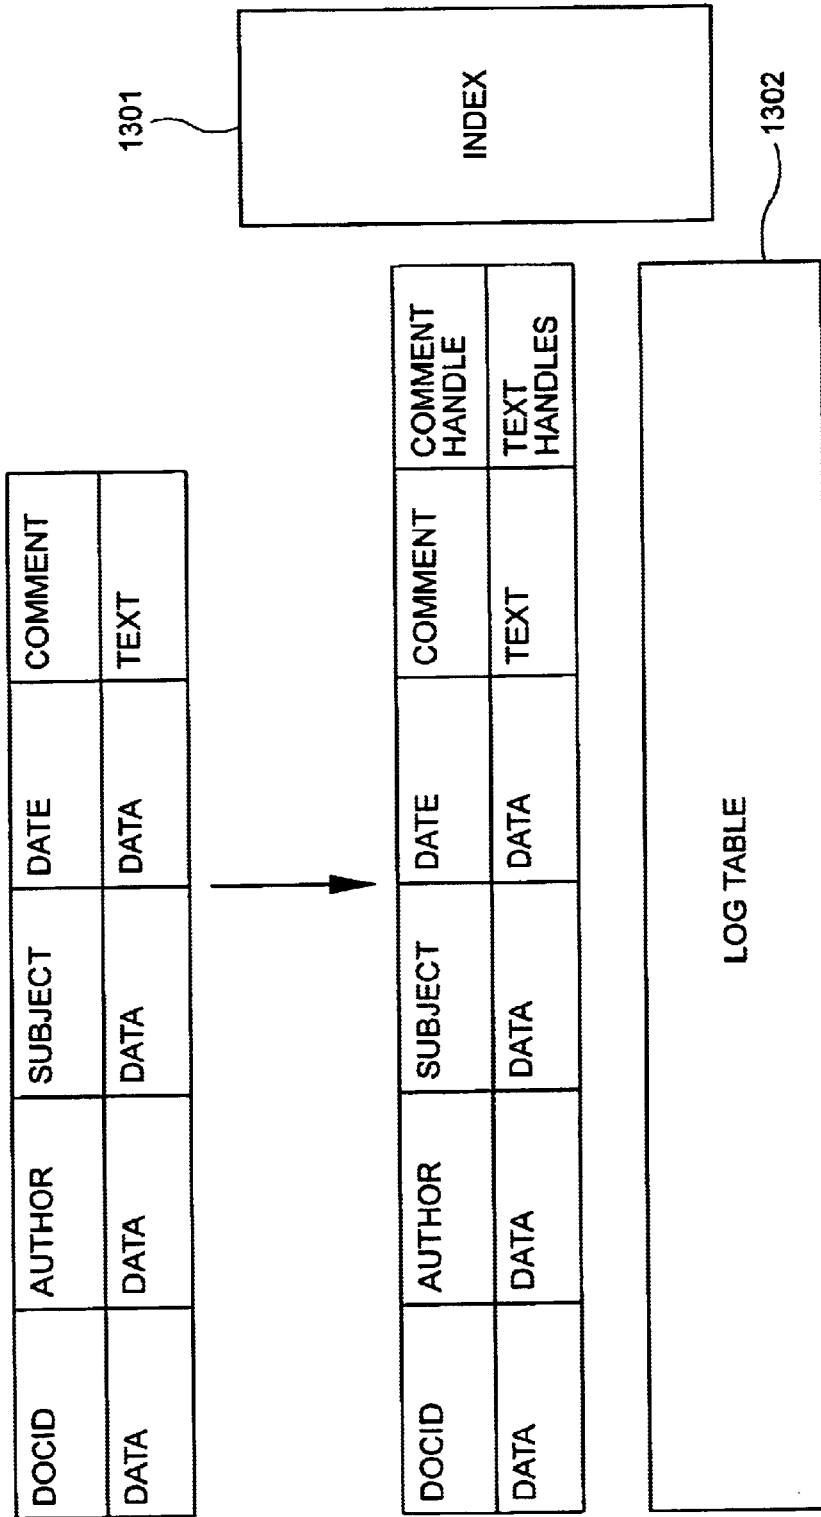 DOCID AUTHOR SUBJECT DATE COMMENT
DATA DATA DATA DATA TEXT
1301
INDEX
DOCID AUTHOR SUBJECT DATE COMMENT COMMENT
HANDLE
DATA DATA DATA DATA TEXT TEXT
HANDLES
LOG TABLE
1302